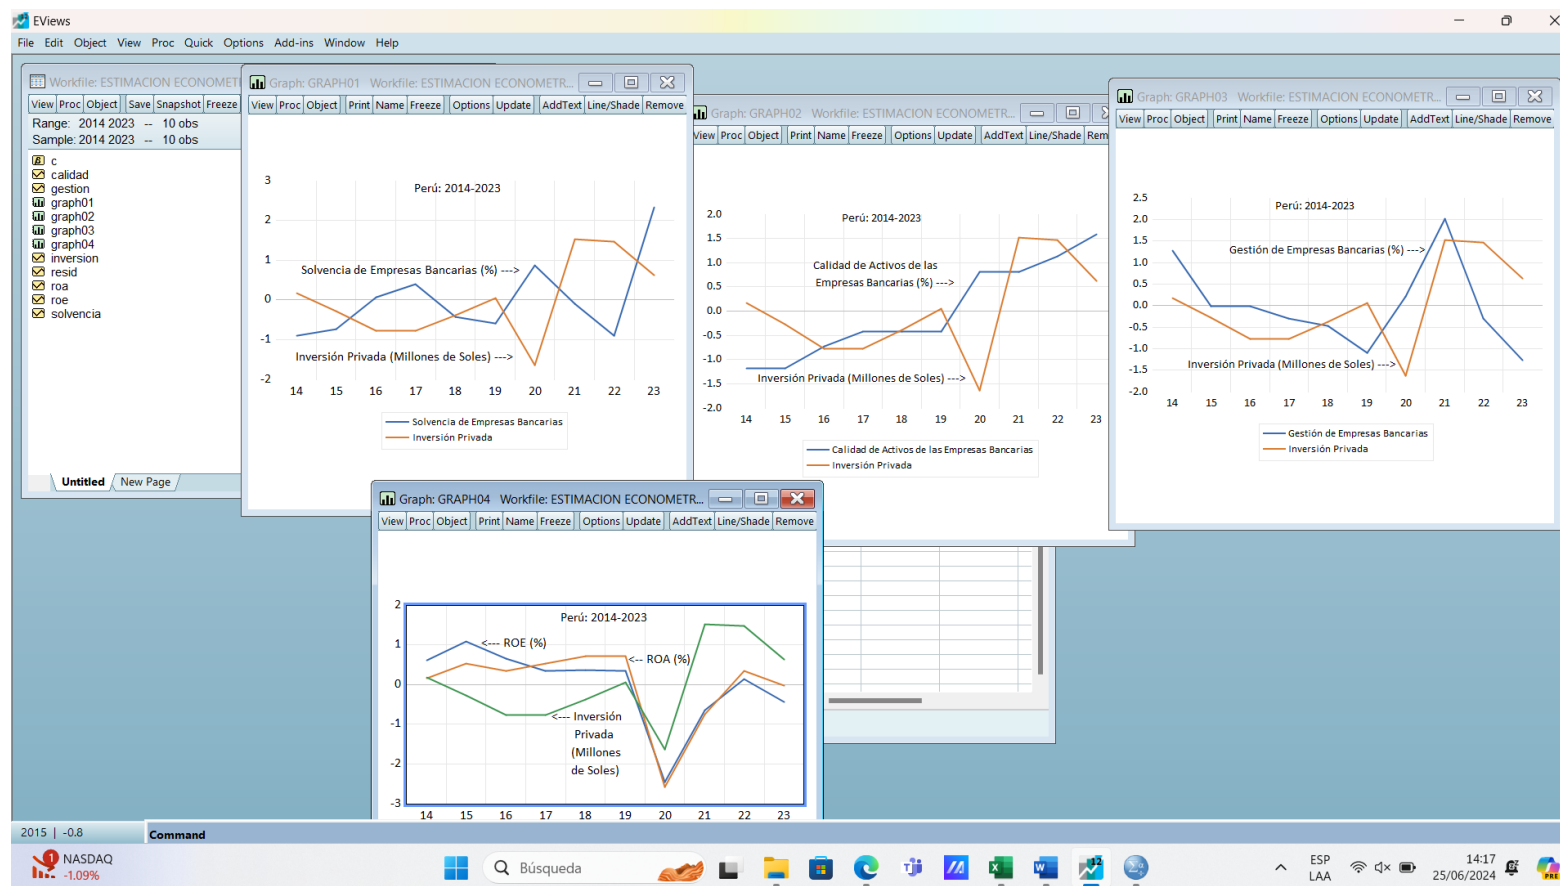 EViews
File Edit Object View Proc Quick Options Add-ins Window Help
Workfile: ESTIMACION ECONOMET
View Proc Object Save Snapshot Freeze
Range: 2014 2023 -- 10 obs
Sample: 2014 2023 -- 10 obs
c
calidad
gestion
graph01
graph02
graph03
graph04
inversion
resid
roa
roe
solvencia
Untitled New Page
Graph: GRAPH01 Workfile: ESTIMACION ECONOMETR...
View Proc Object Print Name Freeze Options Update AddText Line/Shade Remove
Perú: 2014-2023
3
2
1
0
-1
-2
Solvencia de Empresas Bancarias (%) --->
Inversión Privada (Millones de Soles) --->
14 15 16 17 18 19 20 21 22 23
Solvencia de Empresas Bancarias
Inversión Privada
Graph: GRAPH02 Workfile: ESTIMACION ECONOMETR...
View Proc Object Print Name Freeze Options Update AddText Line/Shade Rem
Perú: 2014-2023
2.0
1.5
1.0
0.5
0.0
-0.5
-1.0
-1.5
-2.0
Calidad de Activos de las
Empresas Bancarias (%) --->
Inversión Privada (Millones de Soles) --->
14 15 16 17 18 19 20 21 22 23
Calidad de Activos de las Empresas Bancarias
Inversión Privada
Graph: GRAPH03 Workfile: ESTIMACION ECONOMETR...
View Proc Object Print Name Freeze Options Update AddText Line/Shade Remove
Perú: 2014-2023
2.5
2.0
1.5
1.0
0.5
0.0
-0.5
-1.0
-1.5
-2.0
Gestión de Empresas Bancarias (%) --->
Inversión Privada (Millones de Soles) --->
14 15 16 17 18 19 20 21 22 23
Gestión de Empresas Bancarias
Inversión Privada
Graph: GRAPH04 Workfile: ESTIMACION ECONOMETR...
View Proc Object Print Name Freeze Options Update AddText Line/Shade Remove
Perú: 2014-2023
2
1
0
-1
-2
-3
<--- ROE (%)
<-- ROA (%)
<--- Inversión
Privada
(Millones
de Soles)
14 15 16 17 18 19 20 21 22 23
2015 | -0.8
Command
1
NASDAQ
-1.09%
Búsqueda
12
ESP
LAA
14:17
25/06/2024
PRE